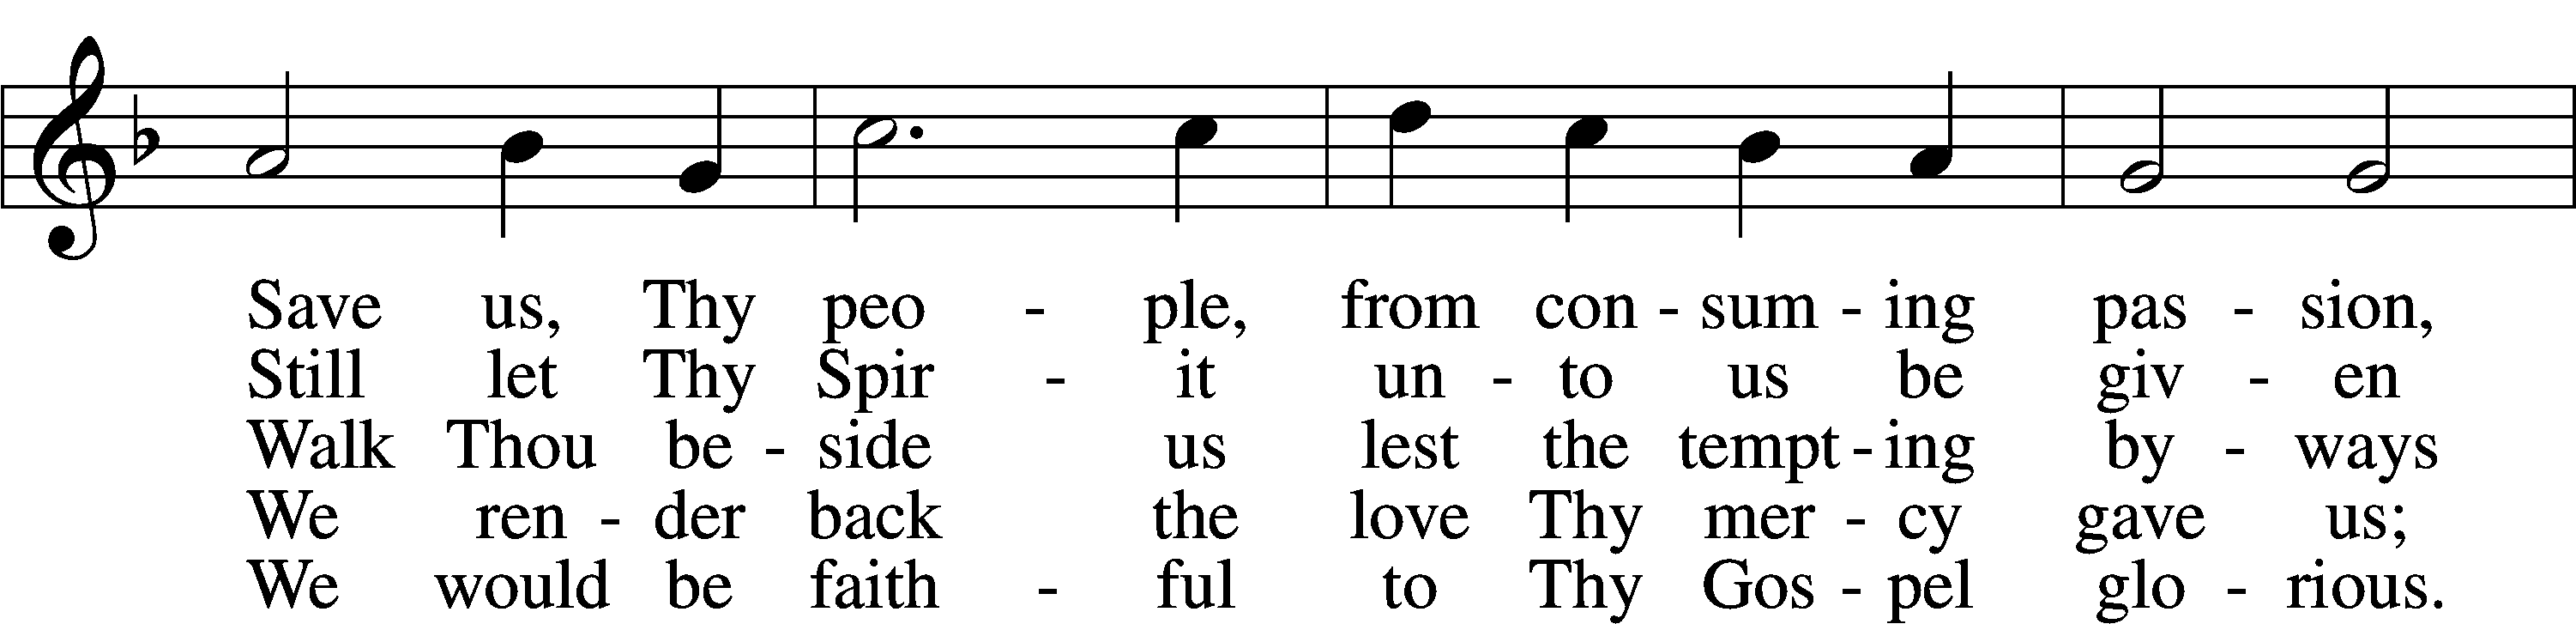 Save us, Thy peo - ple, from con - sum - ing pas - sion,
Still let Thy Spir - it un - to us be giv - en
Walk Thou be - side us lest the tempt - ing by - ways
We ren - der back the love Thy mer - cy gave us;
We would be faith - ful to Thy Gos - pel glo - rious.